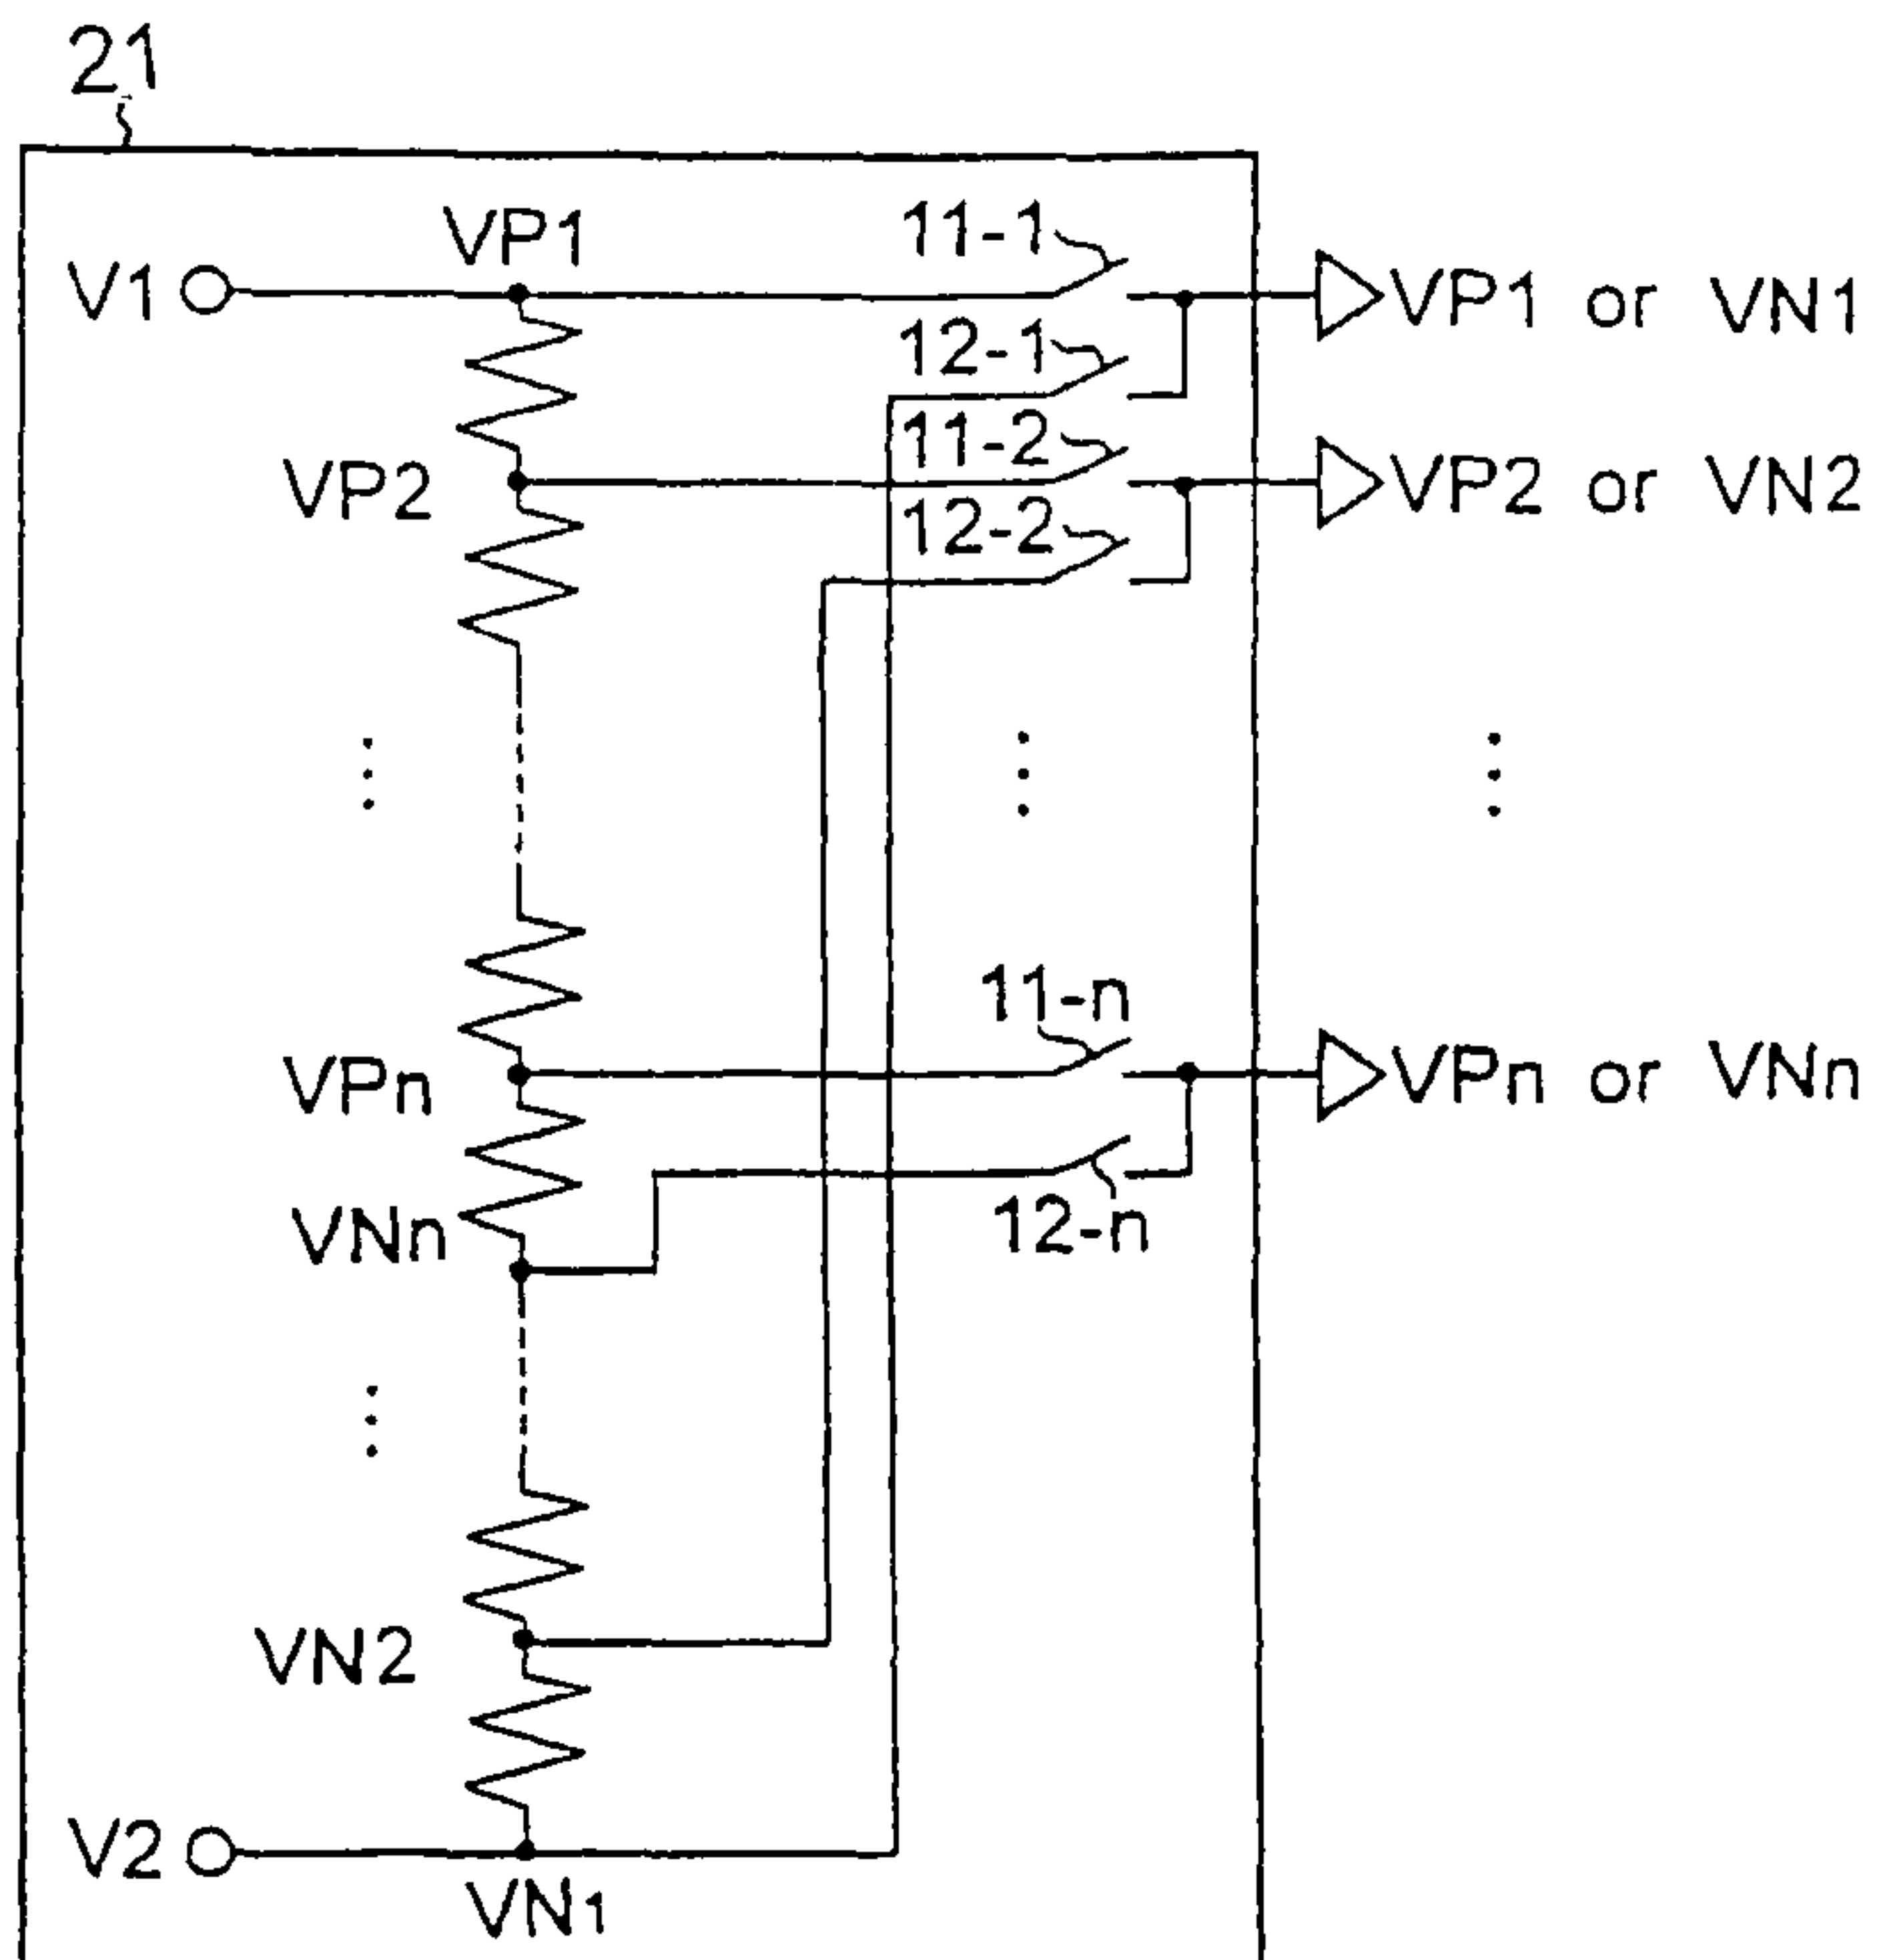 21
VP1
11-1
V1
VP1 or VN1
12-1
11-2
VP2
VP2 or VN2
12-2
11-n
VPn
VPn or VNn
VNn
12-n
VN2
V2
VN1